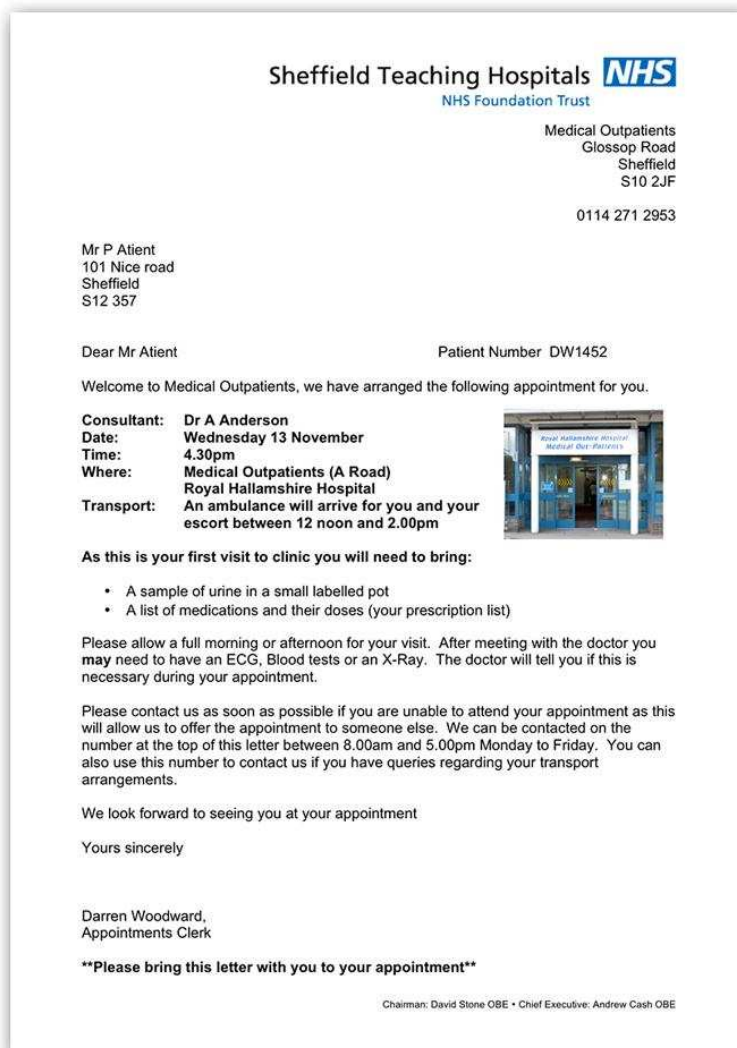 Sheffield Teaching Hospitals NHS
NHS Foundation Trust
Medical Outpatients
Glossop Road
Sheffield
S10 2JF
0114 271 2953
Mr P Atient
101 Nice road
Sheffield
S12 357
Dear Mr Atient Patient Number DW1452
Welcome to Medical Outpatients, we have arranged the following appointment for you.
Consultant: Dr A Anderson
Date: Wednesday 13 November
Time: 4.30pm
Where: Medical Outpatients (A Road)
Royal Hallamshire Hospital
Transport: An ambulance will arrive for you and your
escort between 12 noon and 2.00pm
Royal Hallamshire Hospital
Medical Out-Patients
As this is your first visit to clinic you will need to bring:
• A sample of urine in a small labelled pot
• A list of medications and their doses (your prescription list)
Please allow a full morning or afternoon for your visit. After meeting with the doctor you
may need to have an ECG, Blood tests or an X-Ray. The doctor will tell you if this is
necessary during your appointment.
Please contact us as soon as possible if you are unable to attend your appointment as this
will allow us to offer the appointment to someone else. We can be contacted on the
number at the top of this letter between 8.00am and 5.00pm Monday to Friday. You can
also use this number to contact us if you have queries regarding your transport
arrangements.
We look forward to seeing you at your appointment
Yours sincerely
Darren Woodward,
Appointments Clerk
**Please bring this letter with you to your appointment**
Chairman: David Stone OBE • Chief Executive: Andrew Cash OBE